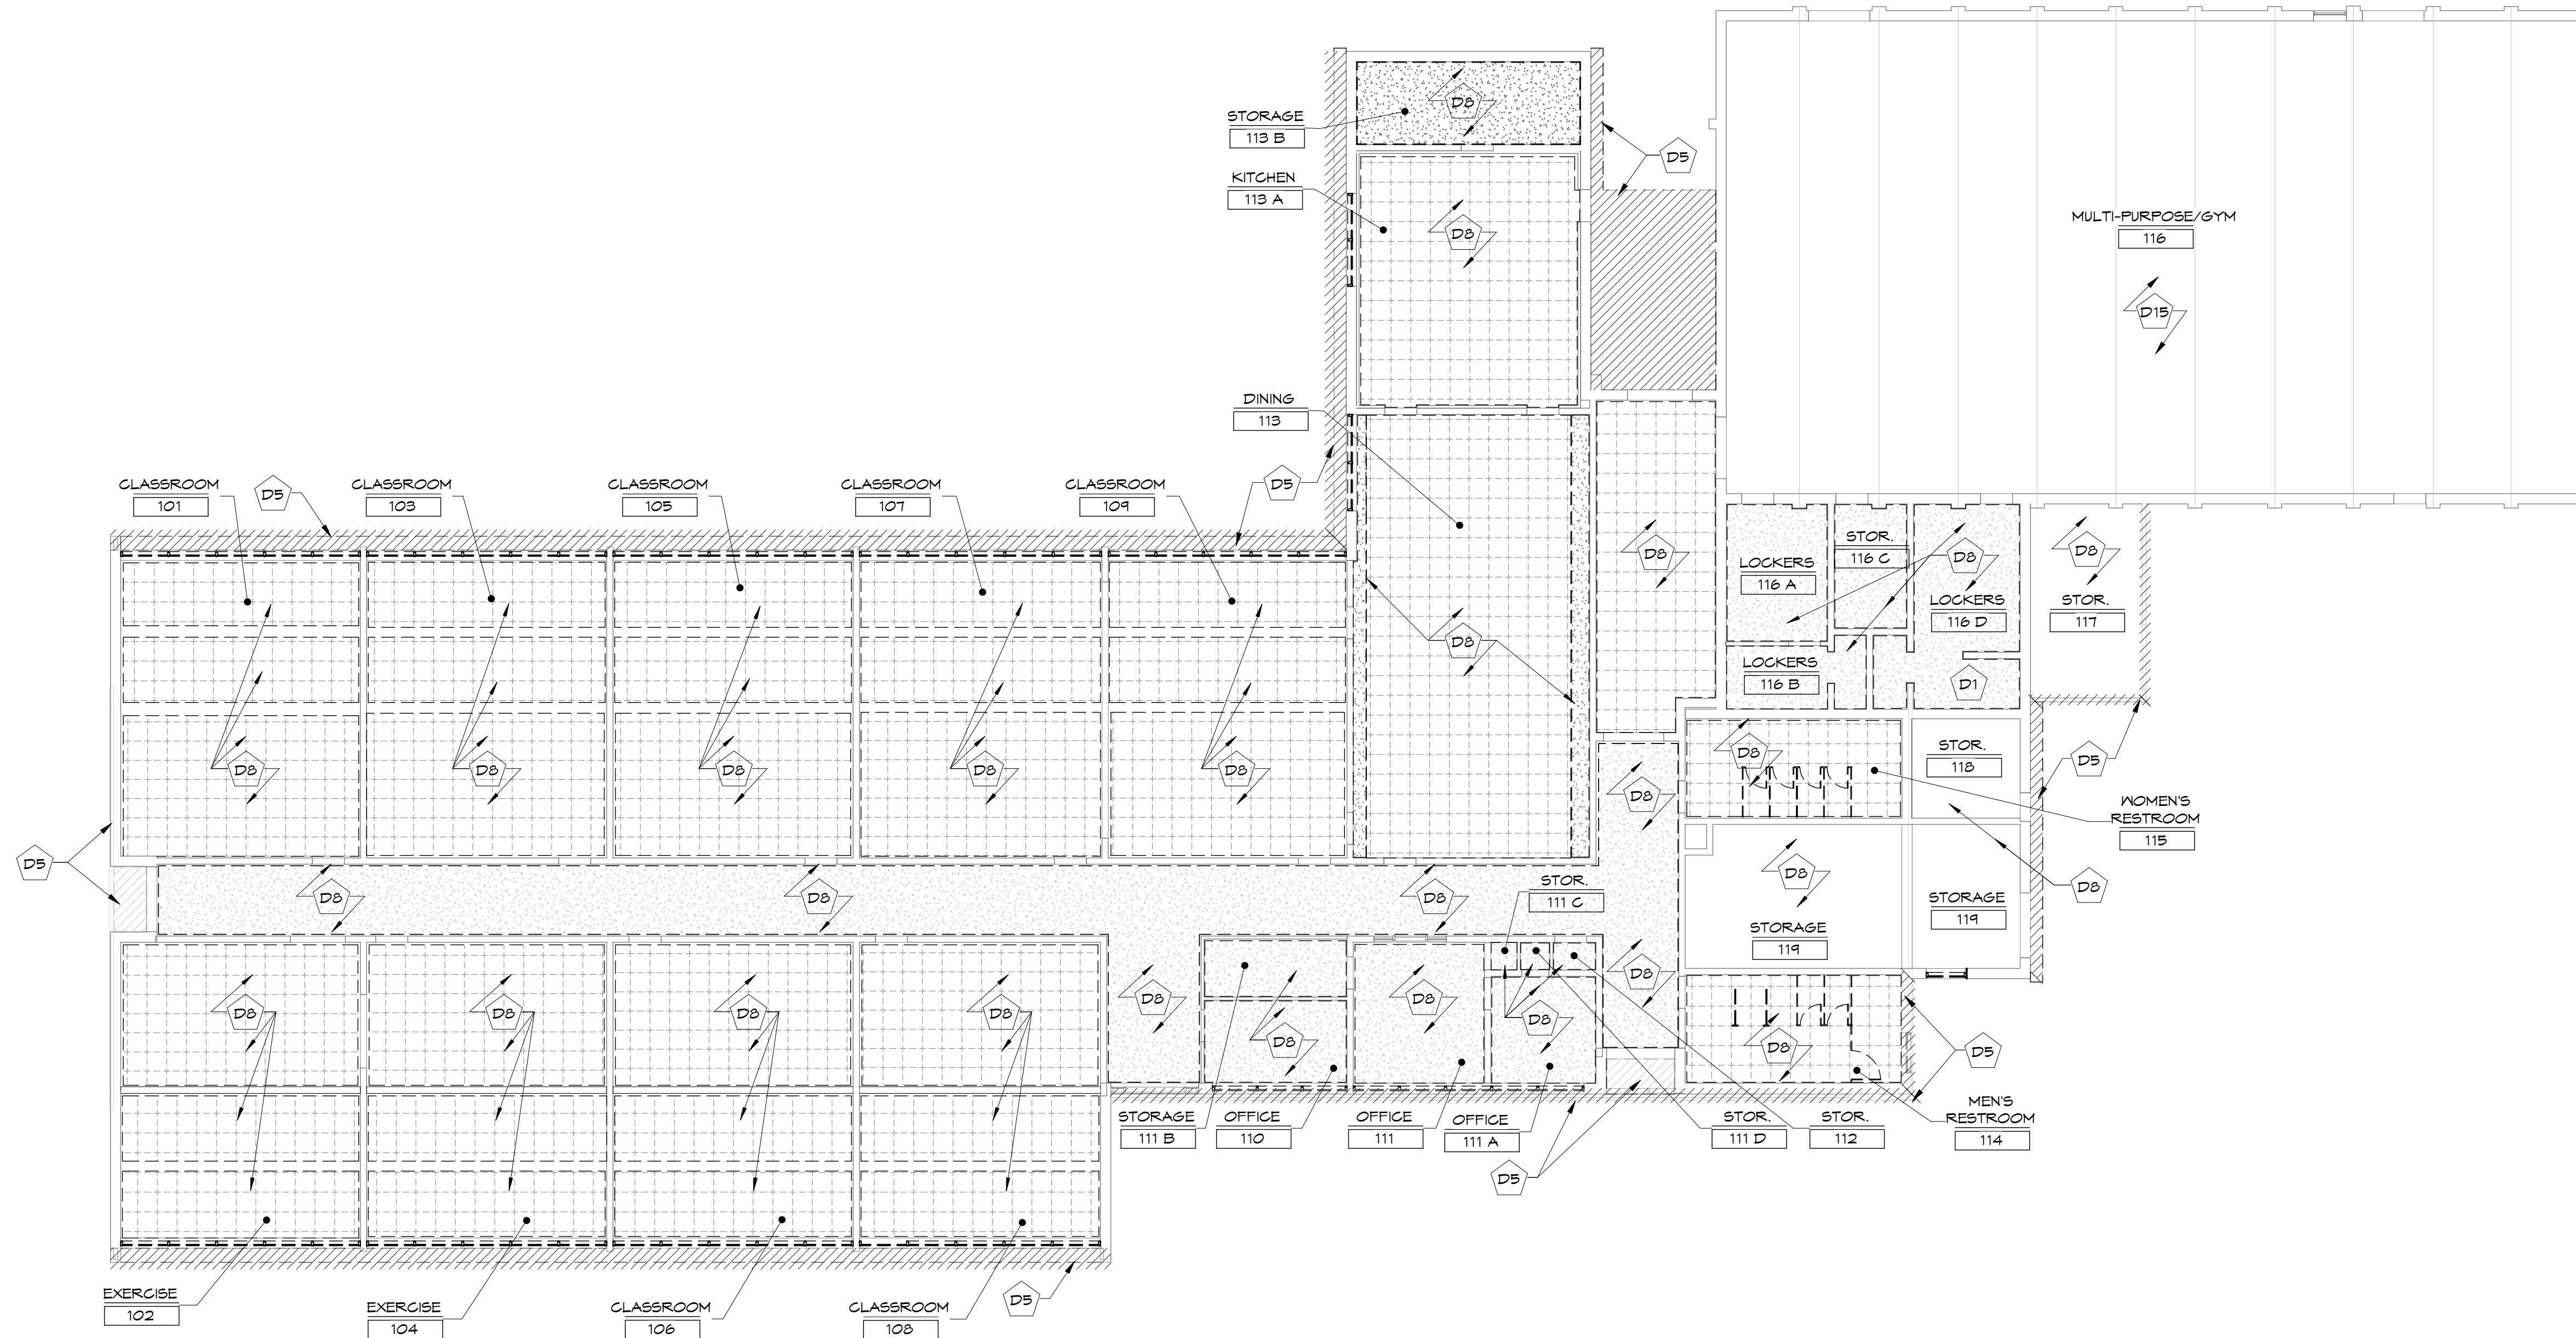 D8
STORAGE
113 B
D5
KITCHEN
113 A
D8
MULTI-PURPOSE/GYM
116
D15
DINING
113
CLASSROOM
101
D5
CLASSROOM
103
CLASSROOM
105
CLASSROOM
107
CLASSROOM
109
D5
D8
LOCKERS
116 A
STOR.
116 C
D8
LOCKERS
116 D
D8
STOR.
117
D8
LOCKERS
116 B
D1
D8
D8
D8
D8
D8
D8
D8
STOR.
118
D5
D8
WOMEN'S
RESTROOM
115
D5
D8
D8
D8
STOR.
111 C
D8
D8
STORAGE
119
STORAGE
119
D8
D8
D8
D8
D8
D8
D8
D8
D8
D8
D8
D5
STORAGE
111 B
OFFICE
110
OFFICE
111
OFFICE
111 A
STOR.
111 D
STOR.
112
MEN'S
RESTROOM
114
D5
EXERCISE
102
EXERCISE
104
CLASSROOM
106
CLASSROOM
108
D5